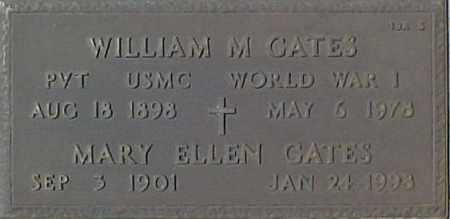 WILLIAM M GATES
PVT USMC WORLD WAR I
AUG 18 1898 MAY 6 1978
MARY ELLEN GATES
SEP 3 1901 JAN 24 1993